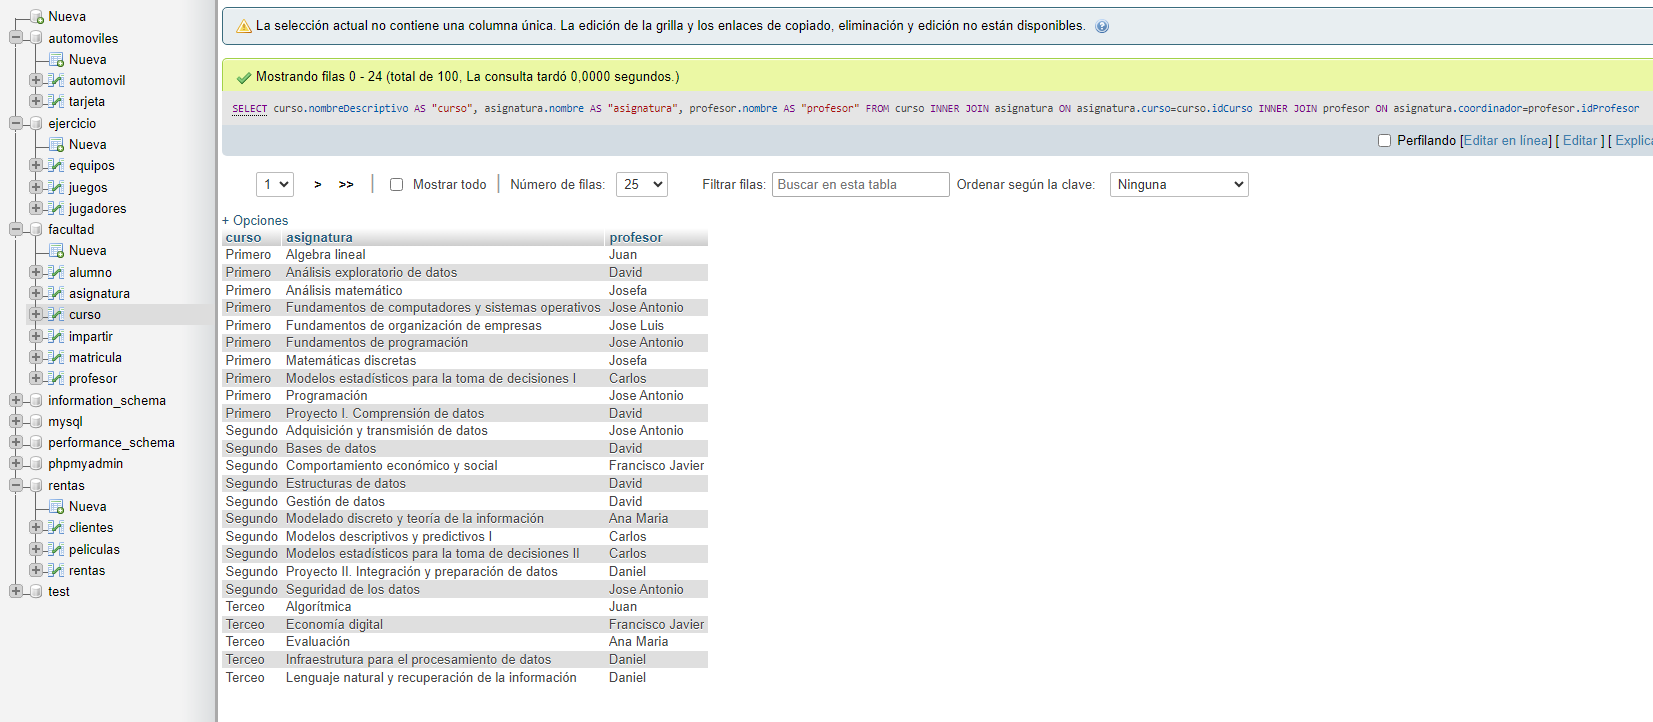 Nueva
automoviles
Nueva
automovil
tarjeta
ejercicio
Nueva
equipos
juegos
jugadores
facultad
Nueva
alumno
asignatura
curso
impartir
matricula
profesor
information_schema
mysql
performance_schema
phpmyadmin
rentas
Nueva
clientes
peliculas
rentas
test
La selección actual no contiene una columna única. La edición de la grilla y los enlaces de copiado, eliminación y edición no están disponibles.
Mostrando filas 0 - 24 (total de 100, La consulta tardó 0,0000 segundos.)
SELECT curso.nombreDescriptivo AS "curso", asignatura.nombre AS "asignatura", profesor.nombre AS "profesor" FROM curso INNER JOIN asignatura ON asignatura.curso=curso.idCurso INNER JOIN profesor ON asignatura.coordinador=profesor.idProfesor
Perfilando [Editar en línea] [ Editar ] [ Explica
1 > >> | Mostrar todo | Número de filas: 25 Filtrar filas: Buscar en esta tabla Ordenar según la clave: Ninguna
+ Opciones
curso asignatura profesor
Primero Algebra lineal Juan
Primero Análisis exploratorio de datos David
Primero Análisis matemático Josefa
Primero Fundamentos de computadores y sistemas operativos Jose Antonio
Primero Fundamentos de organización de empresas Jose Luis
Primero Fundamentos de programación Jose Antonio
Primero Matemáticas discretas Josefa
Primero Modelos estadísticos para la toma de decisiones I Carlos
Primero Programación Jose Antonio
Primero Proyecto I. Comprensión de datos David
Segundo Adquisición y transmisión de datos Jose Antonio
Segundo Bases de datos David
Segundo Comportamiento económico y social Francisco Javier
Segundo Estructuras de datos David
Segundo Gestión de datos David
Segundo Modelado discreto y teoría de la información Ana Maria
Segundo Modelos descriptivos y predictivos I Carlos
Segundo Modelos estadísticos para la toma de decisiones II Carlos
Segundo Proyecto II. Integración y preparación de datos Daniel
Segundo Seguridad de los datos Jose Antonio
Terceo Algorítmica Juan
Terceo Economía digital Francisco Javier
Terceo Evaluación Ana Maria
Terceo Infraestrutura para el procesamiento de datos Daniel
Terceo Lenguaje natural y recuperación de la información Daniel